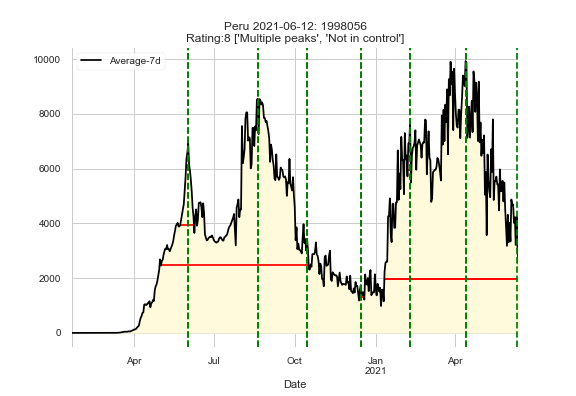 Peru 2021-06-12: 1998056
Rating:8 ['Multiple peaks', 'Not in control']
Average-7d
10000
8000
6000
4000
2000
0
Apr Jul Oct Jan Apr
2021
Date